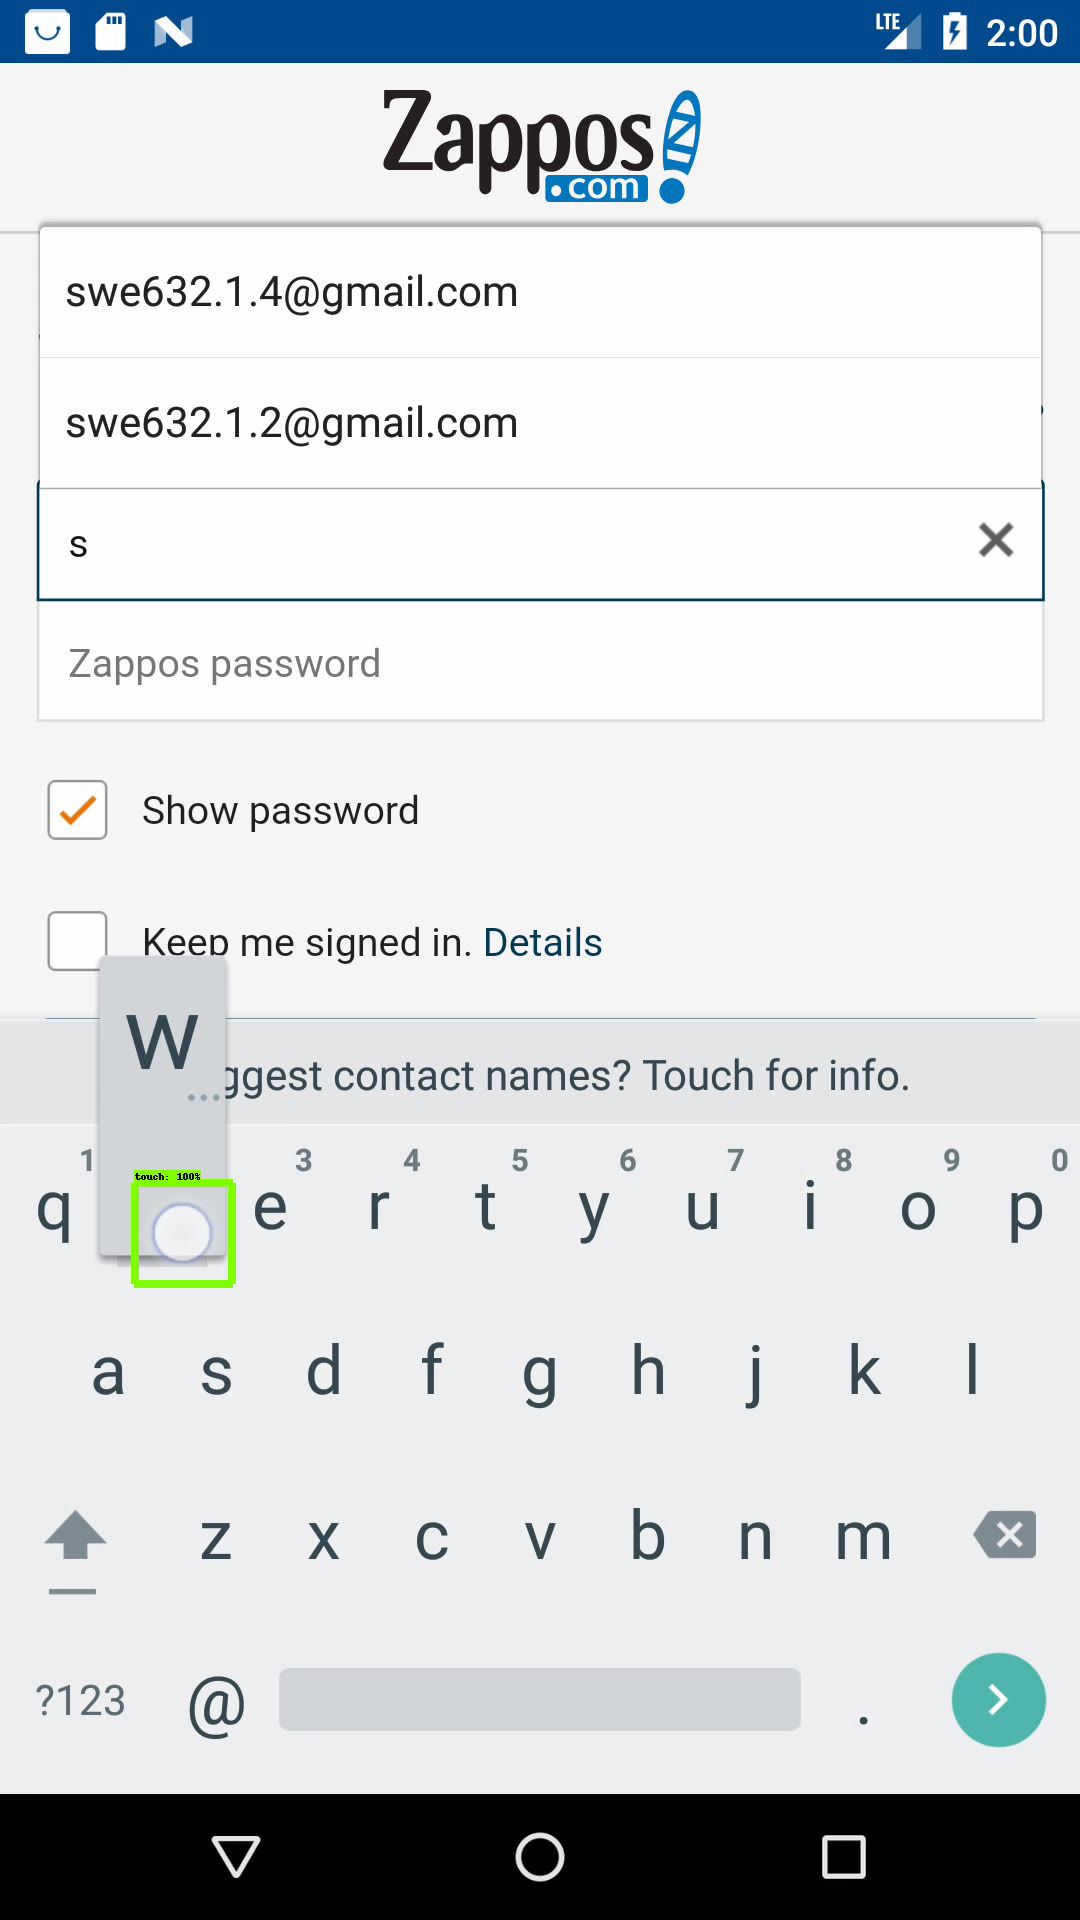 LTE 2:00
Zappos
.com
swe632.1.4@gmail.com
swe632.1.2@gmail.com
s
Zappos password
Show password
Keep me signed in. Details
W
...ggest contact names? Touch for info.
1 3 4 5 6 7 8 9 0
touch: 100%
q e r t y u i o p
a s d f g h j k l
z x c v b n m
?123 @ .